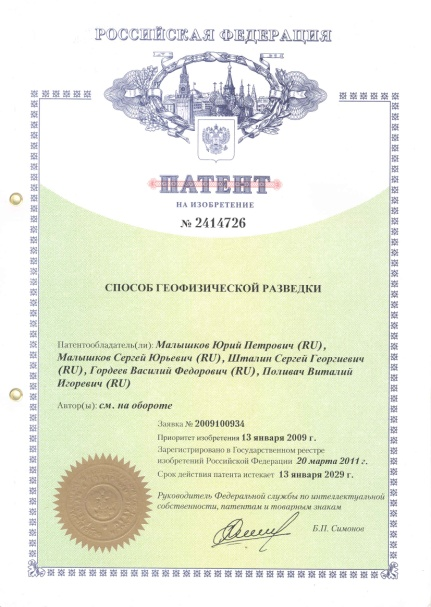 РОССИЙСКАЯ ФЕДЕРАЦИЯ
ПАТЕНТ
НА ИЗОБРЕТЕНИЕ
№ 2414726
СПОСОБ ГЕОФИЗИЧЕСКОЙ РАЗВЕДКИ
Патентообладатель(ли): Малышков Юрий Петрович (RU),
Малышков Сергей Юрьевич (RU), Шталин Сергей Георгиевич
(RU), Гордеев Василий Федорович (RU), Поливач Виталий
Игоревич (RU)
Автор(ы): см. на обороте
Заявка № 2009100934
Приоритет изобретения 13 января 2009 г.
Зарегистрировано в Государственном реестре
изобретений Российской Федерации 20 марта 2011 г.
Срок действия патента истекает 13 января 2029 г.
Руководитель Федеральной службы по интеллектуальной
собственности, патентам и товарным знакам
Б.П. Симонов